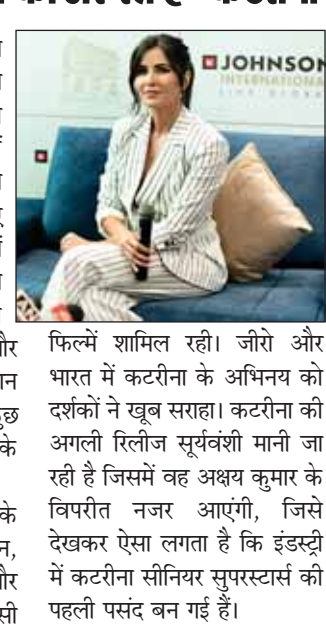 JOHNSON
INTERNATIONAL
फिल्में शामिल रही। जीरो और
भारत में कटरीना के अभिनय को
दर्शकों ने खूब सराहा। कटरीना की
अगली रिलीज सूर्यवंशी मानी जा
रही है जिसमें वह अक्षय कुमार के
विपरीत नजर आएंगी, जिसे
देखकर ऐसा लगता है कि इंडस्ट्री
में कटरीना सीनियर सुपरस्टार्स की
पहली पसंद बन गई हैं।